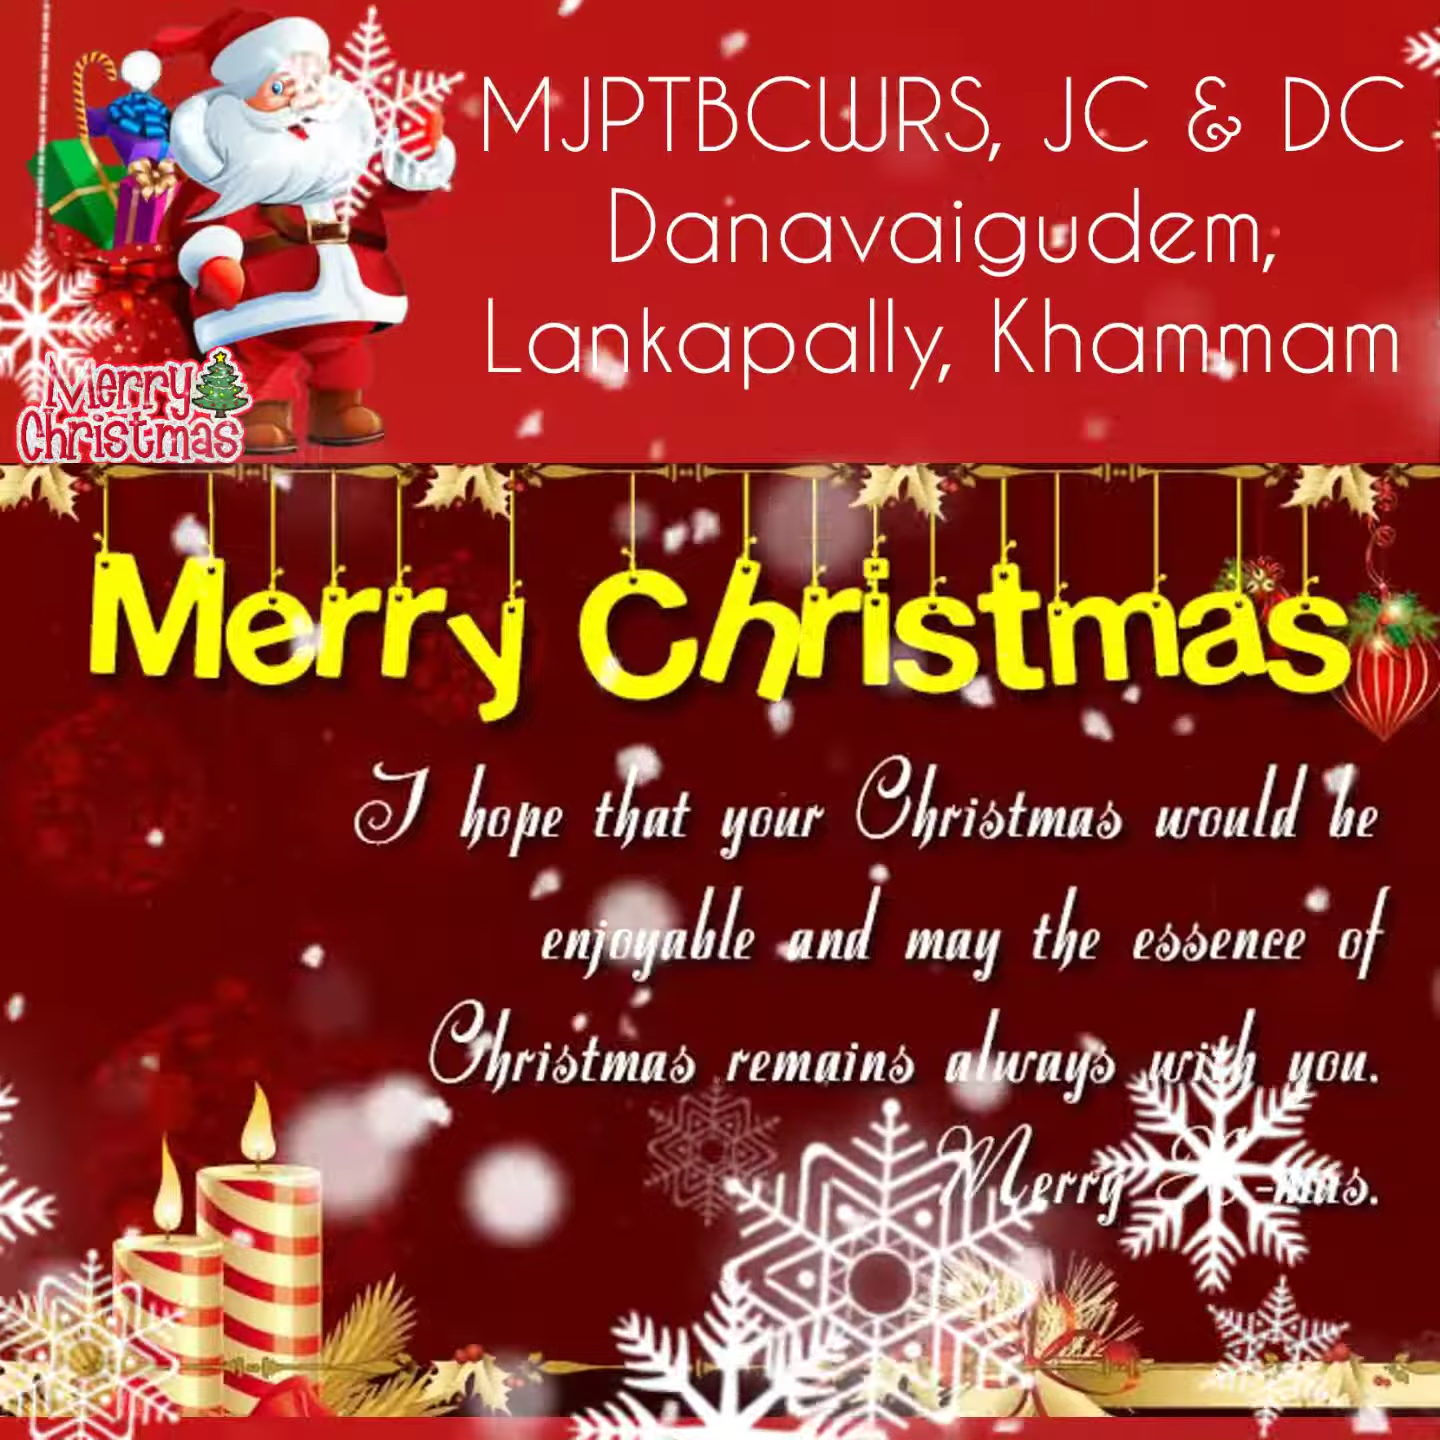 MJPTBCWRS, JC & DC
Danavaigudem,
Lankapally, Khammam
Merry
Christmas
Merry Christmas
I hope that your Christmas would be
enjoyable and may the essence of
Christmas remains always with you.
Merry X-mas.